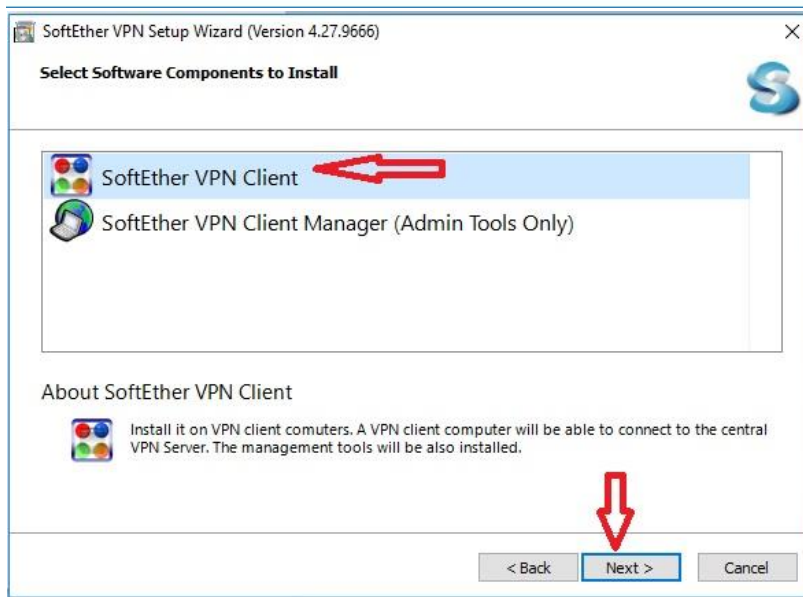 SoftEther VPN Setup Wizard (Version 4.27.9666)
Select Software Components to Install
SoftEther VPN Client
SoftEther VPN Client Manager (Admin Tools Only)
About SoftEther VPN Client
Install it on VPN client comuters. A VPN client computer will be able to connect to the central
VPN Server. The management tools will be also installed.
< Back Next > Cancel